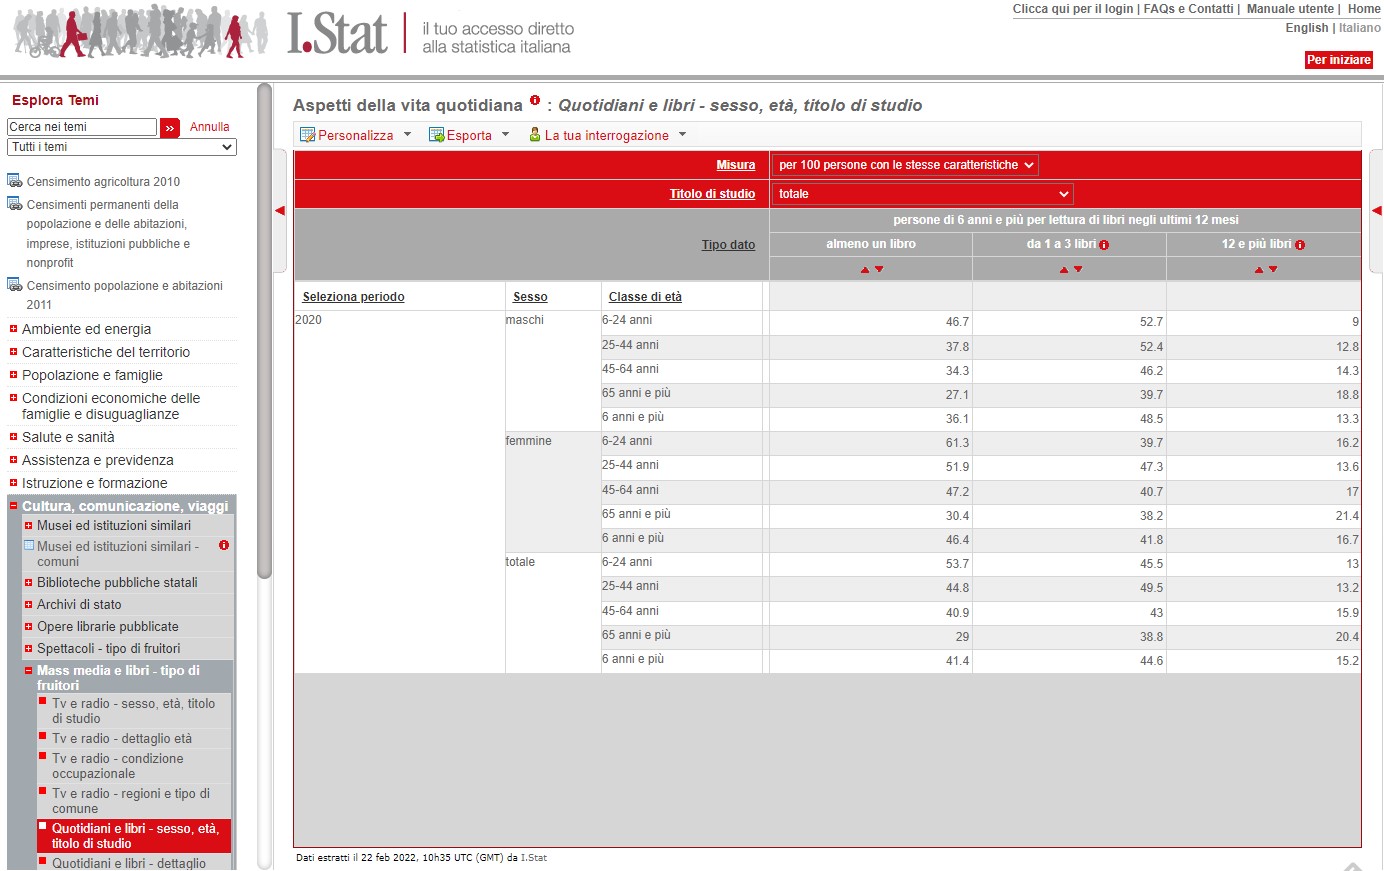 Clicca qui per il login | FAQs e Contatti | Manuale utente | Home
English | Italiano
I.Stat
il tuo accesso diretto
alla statistica italiana
Per iniziare
Esplora Temi
Cerca nei temi » Annulla
Tutti i temi
Censimento agricoltura 2010
Censimenti permanenti della
popolazione e delle abitazioni,
imprese, istituzioni pubbliche e
nonprofit
Censimento popolazione e abitazioni
2011
Ambiente ed energia
Caratteristiche del territorio
Popolazione e famiglie
Condizioni economiche delle
famiglie e disuguaglianze
Salute e sanità
Assistenza e previdenza
Istruzione e formazione
Cultura, comunicazione, viaggi
Musei ed istituzioni similari
Musei ed istituzioni similari -
comuni
Biblioteche pubbliche statali
Archivi di stato
Opere librarie pubblicate
Spettacoli - tipo di fruitori
Mass media e libri - tipo di
fruitori
Tv e radio - sesso, età, titolo
di studio
Tv e radio - dettaglio età
Tv e radio - condizione
occupazionale
Tv e radio - regioni e tipo di
comune
Quotidiani e libri - sesso, età,
titolo di studio
Quotidiani e libri - dettaglio
Aspetti della vita quotidiana : Quotidiani e libri - sesso, età, titolo di studio
Personalizza Esporta La tua interrogazione
Misura per 100 persone con le stesse caratteristiche
Titolo di studio totale
persone di 6 anni e più per lettura di libri negli ultimi 12 mesi
Tipo dato almeno un libro da 1 a 3 libri 12 e più libri
Seleziona periodo Sesso Classe di età
2020 maschi 6-24 anni 46.7 52.7 9
25-44 anni 37.8 52.4 12.8
45-64 anni 34.3 46.2 14.3
65 anni e più 27.1 39.7 18.8
6 anni e più 36.1 48.5 13.3
femmine 6-24 anni 61.3 39.7 16.2
25-44 anni 51.9 47.3 13.6
45-64 anni 47.2 40.7 17
65 anni e più 30.4 38.2 21.4
6 anni e più 46.4 41.8 16.7
totale 6-24 anni 53.7 45.5 13
25-44 anni 44.8 49.5 13.2
45-64 anni 40.9 43 15.9
65 anni e più 29 38.8 20.4
6 anni e più 41.4 44.6 15.2
Dati estratti il 22 feb 2022, 10h35 UTC (GMT) da I.Stat